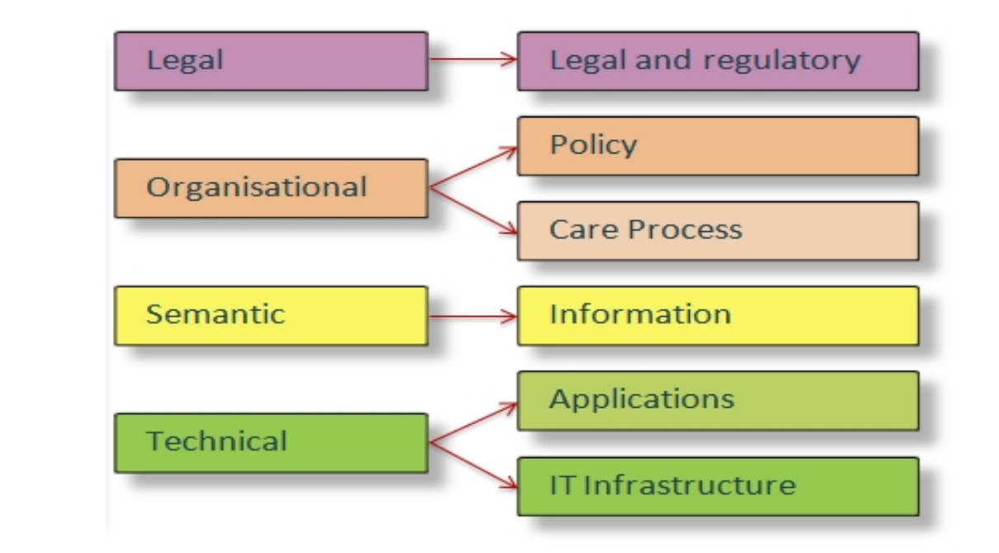 Legal
Legal and regulatory
Policy
Organisational
Care Process
Semantic
Information
Applications
Technical
IT Infrastructure